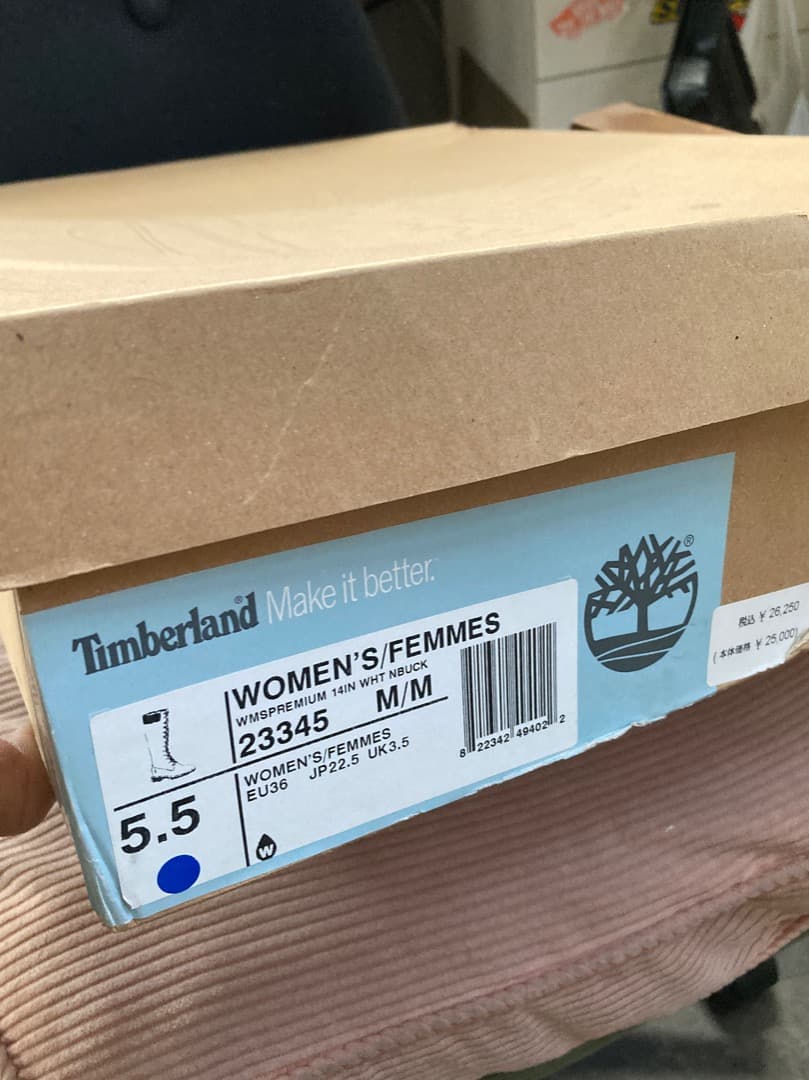 Timberland® Make it better.™
WOMEN'S/FEMMES
WMSPREMIUM 14IN WHT NBUCK
23345 M/M
WOMEN'S/FEMMES
EU36 JP22.5 UK3.5
5.5
W
8 22342 49402 2
®
税込 ¥ 26,250
(本体価格 ¥ 25,000)